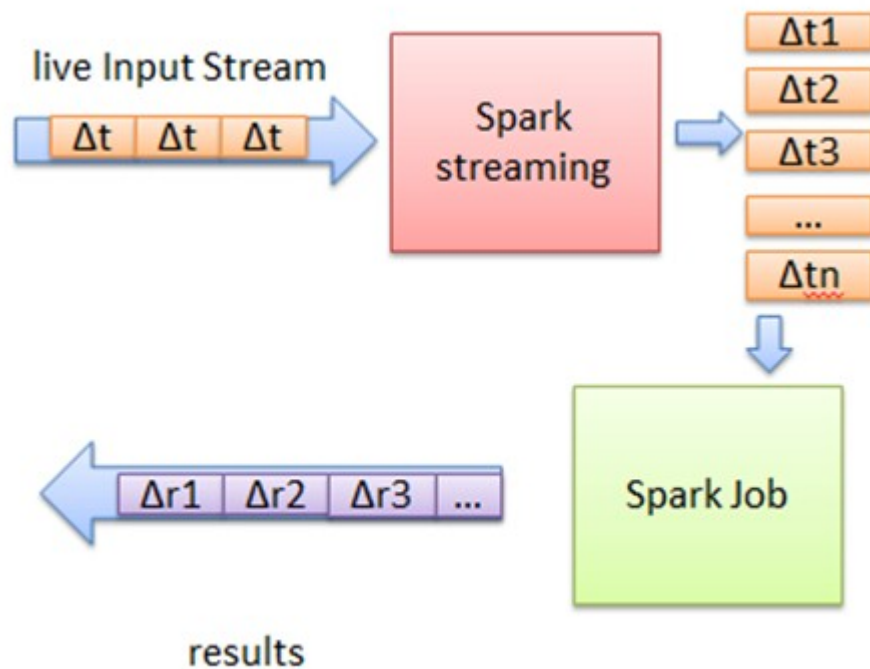 live Input Stream
Δt Δt Δt
Spark
streaming
Δt1
Δt2
Δt3
...
Δtn
Spark Job
Δr1 Δr2 Δr3 ...
results